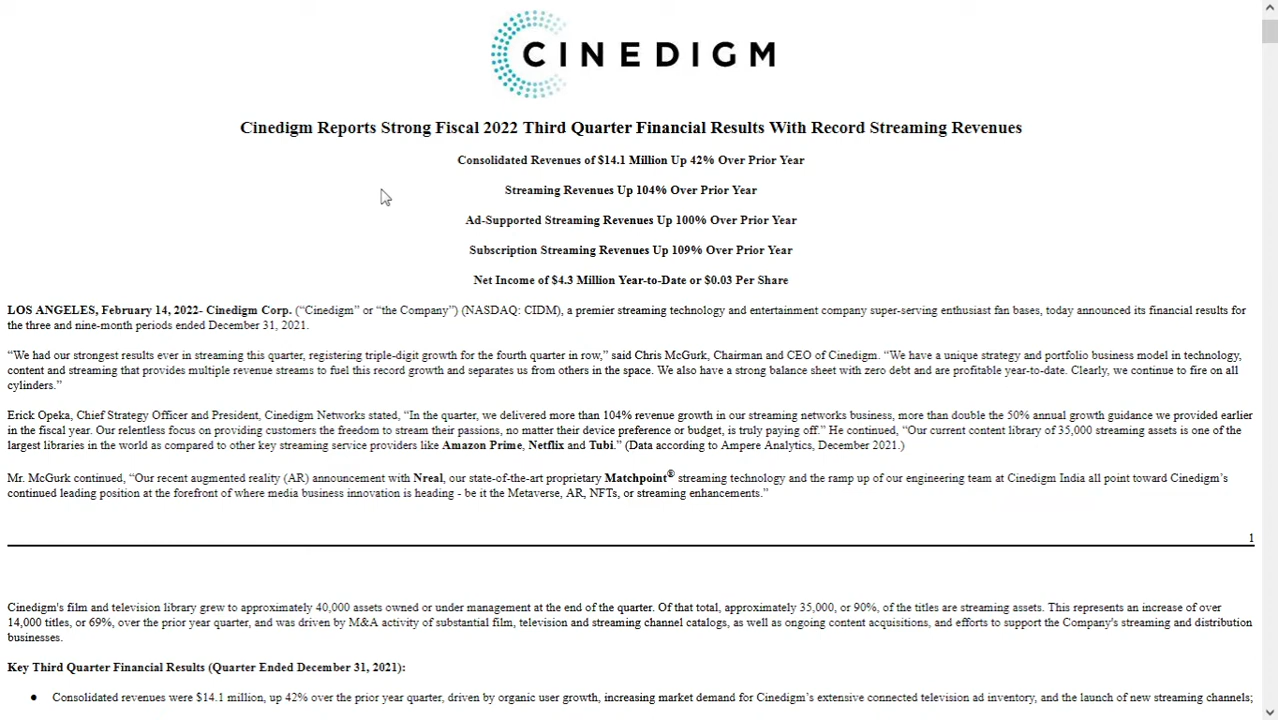 CINEDIGM
Cinedigm Reports Strong Fiscal 2022 Third Quarter Financial Results With Record Streaming Revenues
Consolidated Revenues of $14.1 Million Up 42% Over Prior Year
Streaming Revenues Up 104% Over Prior Year
Ad-Supported Streaming Revenues Up 100% Over Prior Year
Subscription Streaming Revenues Up 109% Over Prior Year
Net Income of $4.3 Million Year-to-Date or $0.03 Per Share
LOS ANGELES, February 14, 2022- Cinedigm Corp. (“Cinedigm” or “the Company”) (NASDAQ: CIDM), a premier streaming technology and entertainment company super-serving enthusiast fan bases, today announced its financial results for
the three and nine-month periods ended December 31, 2021.
“We had our strongest results ever in streaming this quarter, registering triple-digit growth for the fourth quarter in row,” said Chris McGurk, Chairman and CEO of Cinedigm. “We have a unique strategy and portfolio business model in technology,
content and streaming that provides multiple revenue streams to fuel this record growth and separates us from others in the space. We also have a strong balance sheet with zero debt and are profitable year-to-date. Clearly, we continue to fire on all
cylinders.”
Erick Opeka, Chief Strategy Officer and President, Cinedigm Networks stated, “In the quarter, we delivered more than 104% revenue growth in our streaming networks business, more than double the 50% annual growth guidance we provided earlier
in the fiscal year. Our relentless focus on providing customers the freedom to stream their passions, no matter their device preference or budget, is truly paying off.” He continued, “Our current content library of 35,000 streaming assets is one of the
largest libraries in the world as compared to other key streaming service providers like Amazon Prime, Netflix and Tubi.” (Data according to Ampere Analytics, December 2021.)
Mr. McGurk continued, “Our recent augmented reality (AR) announcement with Nreal, our state-of-the-art proprietary Matchpoint® streaming technology and the ramp up of our engineering team at Cinedigm India all point toward Cinedigm’s
continued leading position at the forefront of where media business innovation is heading - be it the Metaverse, AR, NFTs, or streaming enhancements.”
1
Cinedigm's film and television library grew to approximately 40,000 assets owned or under management at the end of the quarter. Of that total, approximately 35,000, or 90%, of the titles are streaming assets. This represents an increase of over
14,000 titles, or 69%, over the prior year quarter, and was driven by M&A activity of substantial film, television and streaming channel catalogs, as well as ongoing content acquisitions, and efforts to support the Company's streaming and distribution
businesses.
Key Third Quarter Financial Results (Quarter Ended December 31, 2021):
● Consolidated revenues were $14.1 million, up 42% over the prior year quarter, driven by organic user growth, increasing market demand for Cinedigm’s extensive connected television ad inventory, and the launch of new streaming channels;